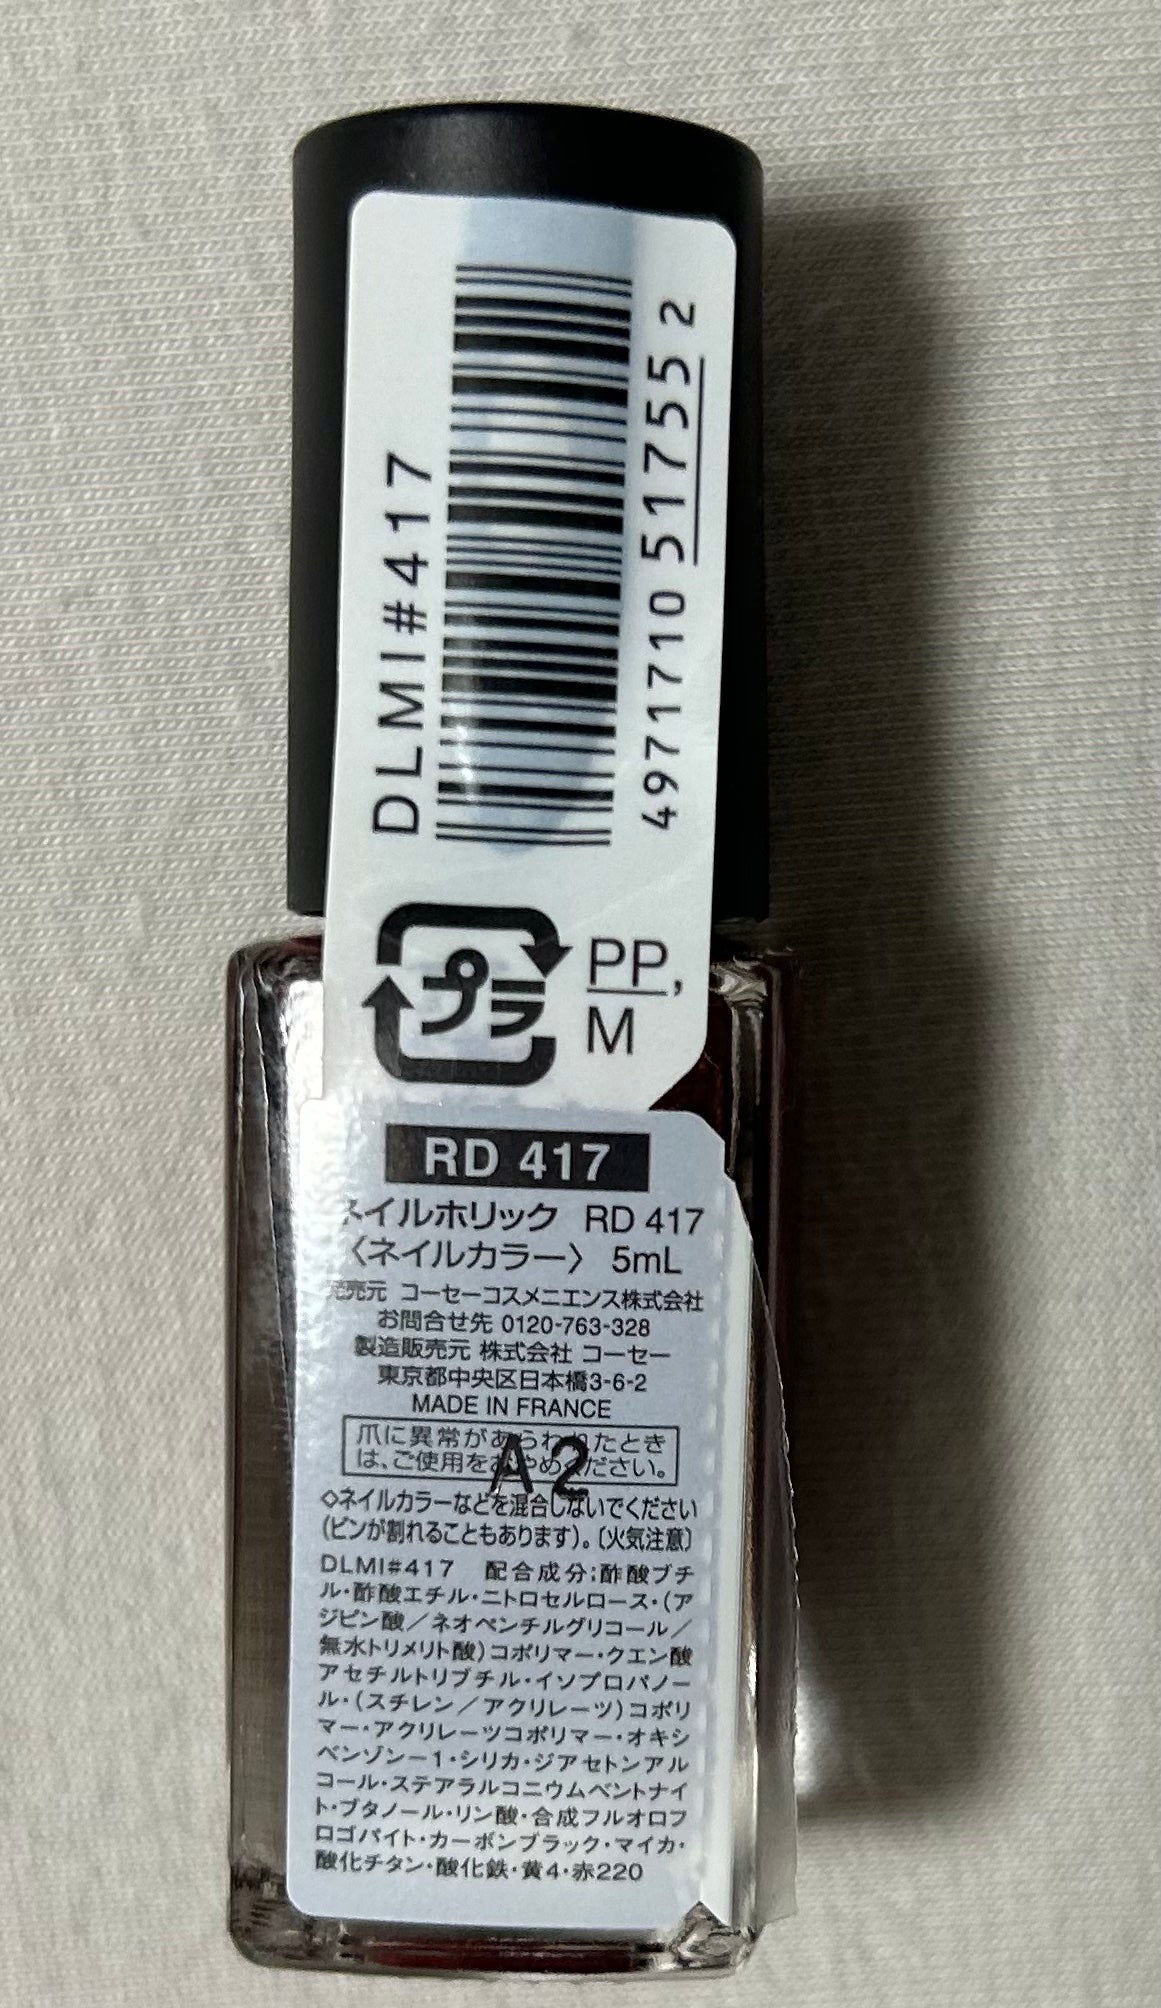 DLMI#417
4971710 517552
プラ
PP,
M
RD 417
ネイルホリック RD 417
〈ネイルカラー〉 5mL
発売元 コーセーコスメニエンス株式会社
お問合せ先 0120-763-328
製造販売元 株式会社 コーセー
東京都中央区日本橋3-6-2
MADE IN FRANCE
爪に異常があらわれたとき
は、ご使用をおやめください。
A2
◇ネイルカラーなどを混合しないでください
(ビンが割れることもあります)。〔火気注意〕
DLMI#417 配合成分:酢酸ブチ
ル・酢酸エチル・ニトロセルロース・(ア
ジピン酸/ネオペンチルグリコール/
無水トリメリト酸)コポリマー・クエン酸
アセチルトリブチル・イソプロパノー
ル・(スチレン/アクリレーツ)コポリ
マー・アクリレーツコポリマー・オキシ
ベンゾン-1・シリカ・ジアセトンアル
コール・ステアラルコニウムベントナイ
ト・ブタノール・リン酸・合成フルオロフ
ロゴパイト・カーボンブラック・マイカ・
酸化チタン・酸化鉄・黄4・赤220